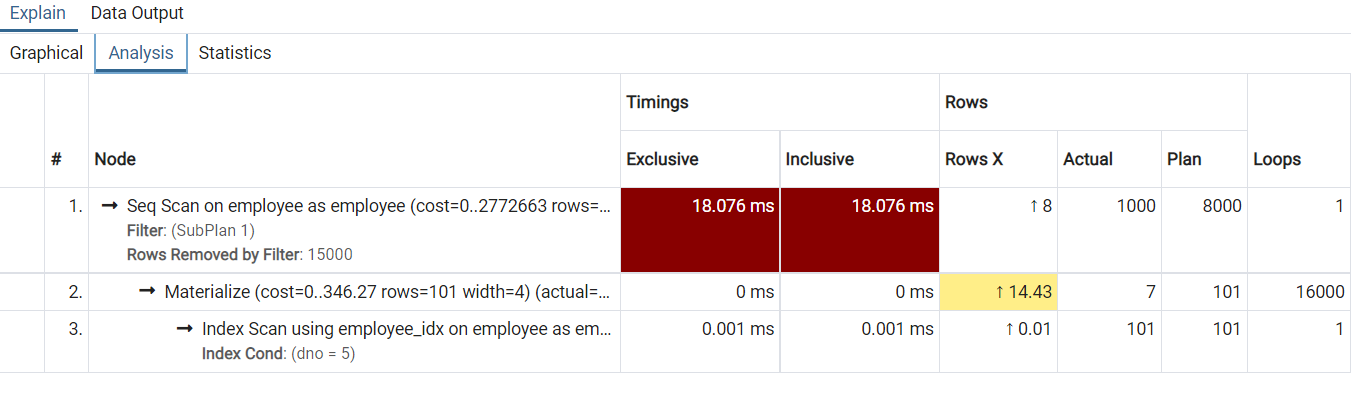 Explain Data Output
Graphical Analysis Statistics
Timings Rows
# Node Exclusive Inclusive Rows X Actual Plan Loops
1. → Seq Scan on employee as employee (cost=0..2772663 rows=... 18.076 ms 18.076 ms ↑ 8 1000 8000 1
Filter: (SubPlan 1)
Rows Removed by Filter: 15000
2. → Materialize (cost=0..346.27 rows=101 width=4) (actual=... 0 ms 0 ms ↑ 14.43 7 101 16000
3. → Index Scan using employee_idx on employee as em... 0.001 ms 0.001 ms ↑ 0.01 101 101 1
Index Cond: (dno = 5)